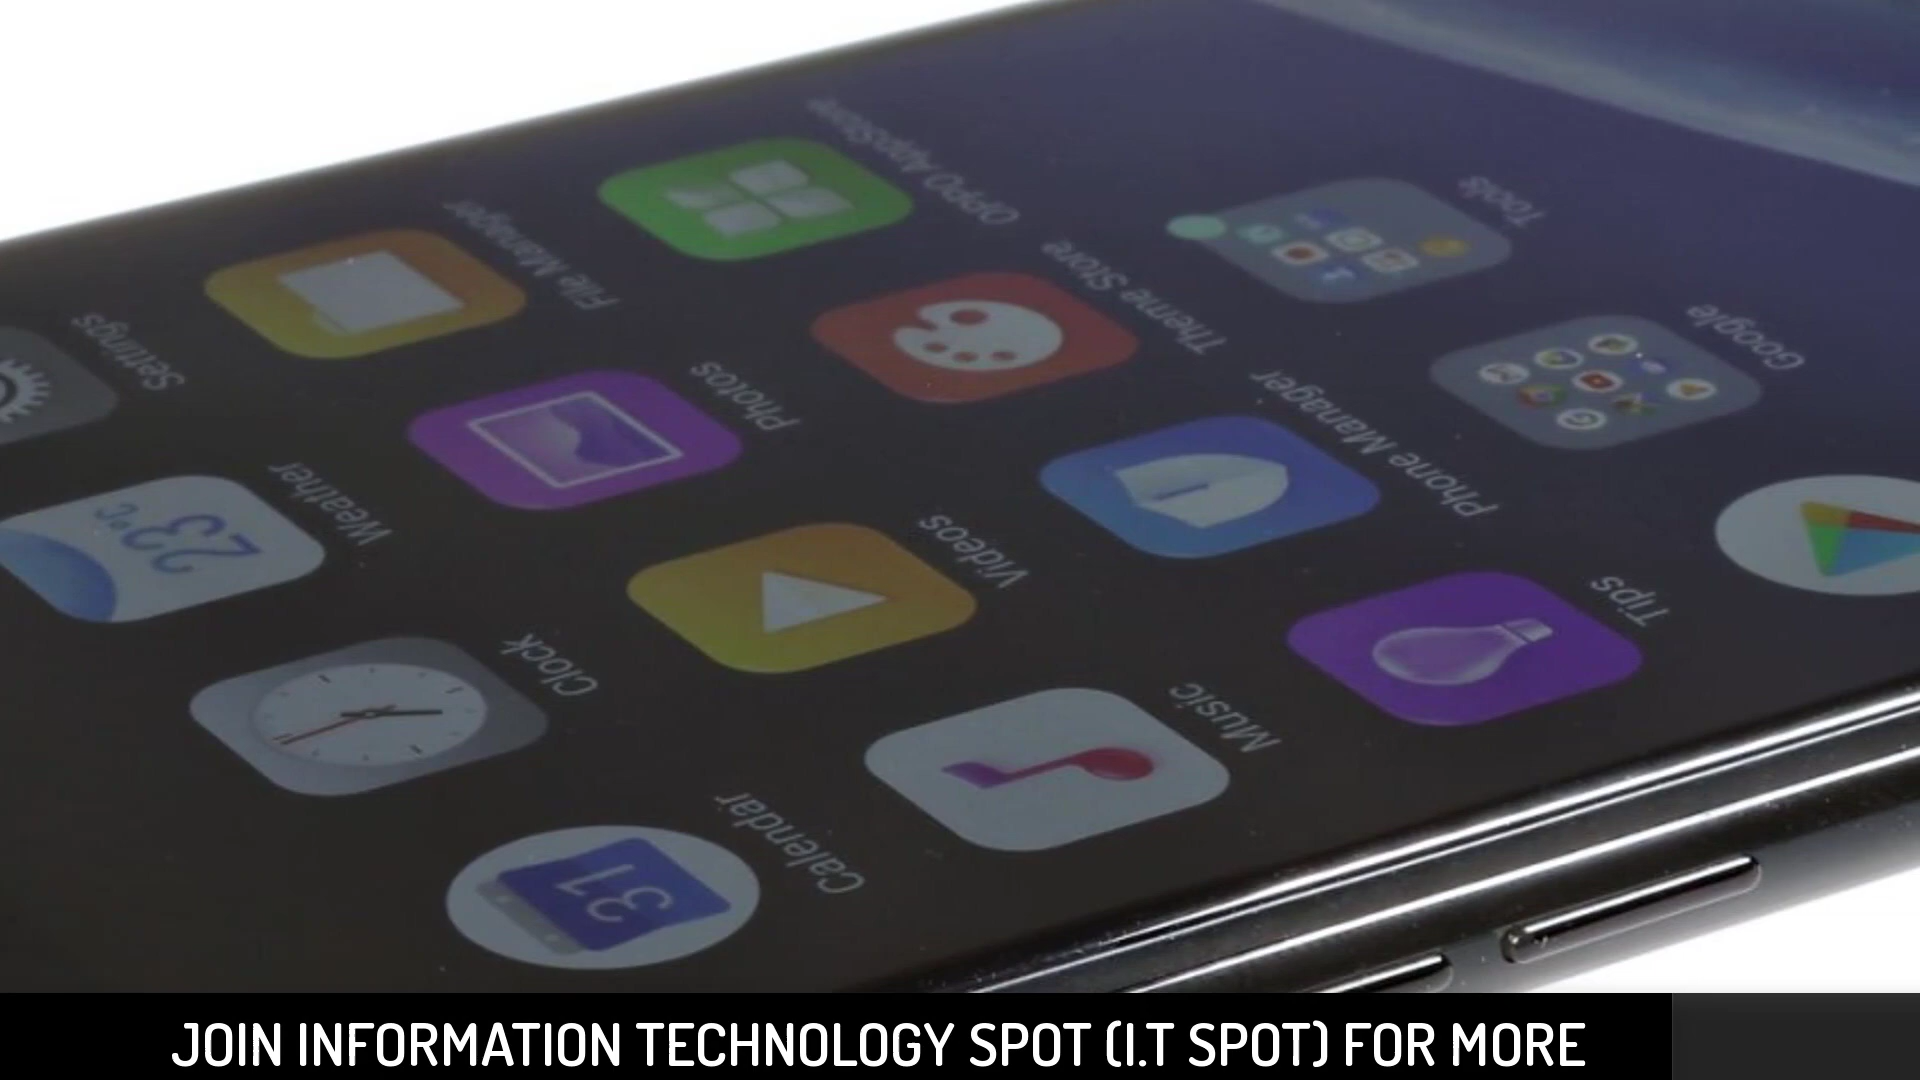 OPPO AppStore
Tools
File Manager
Theme Store
Google
Settings
Photos
Phone Manager
Weather
23°C
Videos
Tips
Clock
Music
Calendar
31
JOIN INFORMATION TECHNOLOGY SPOT (I.T SPOT) FOR MORE